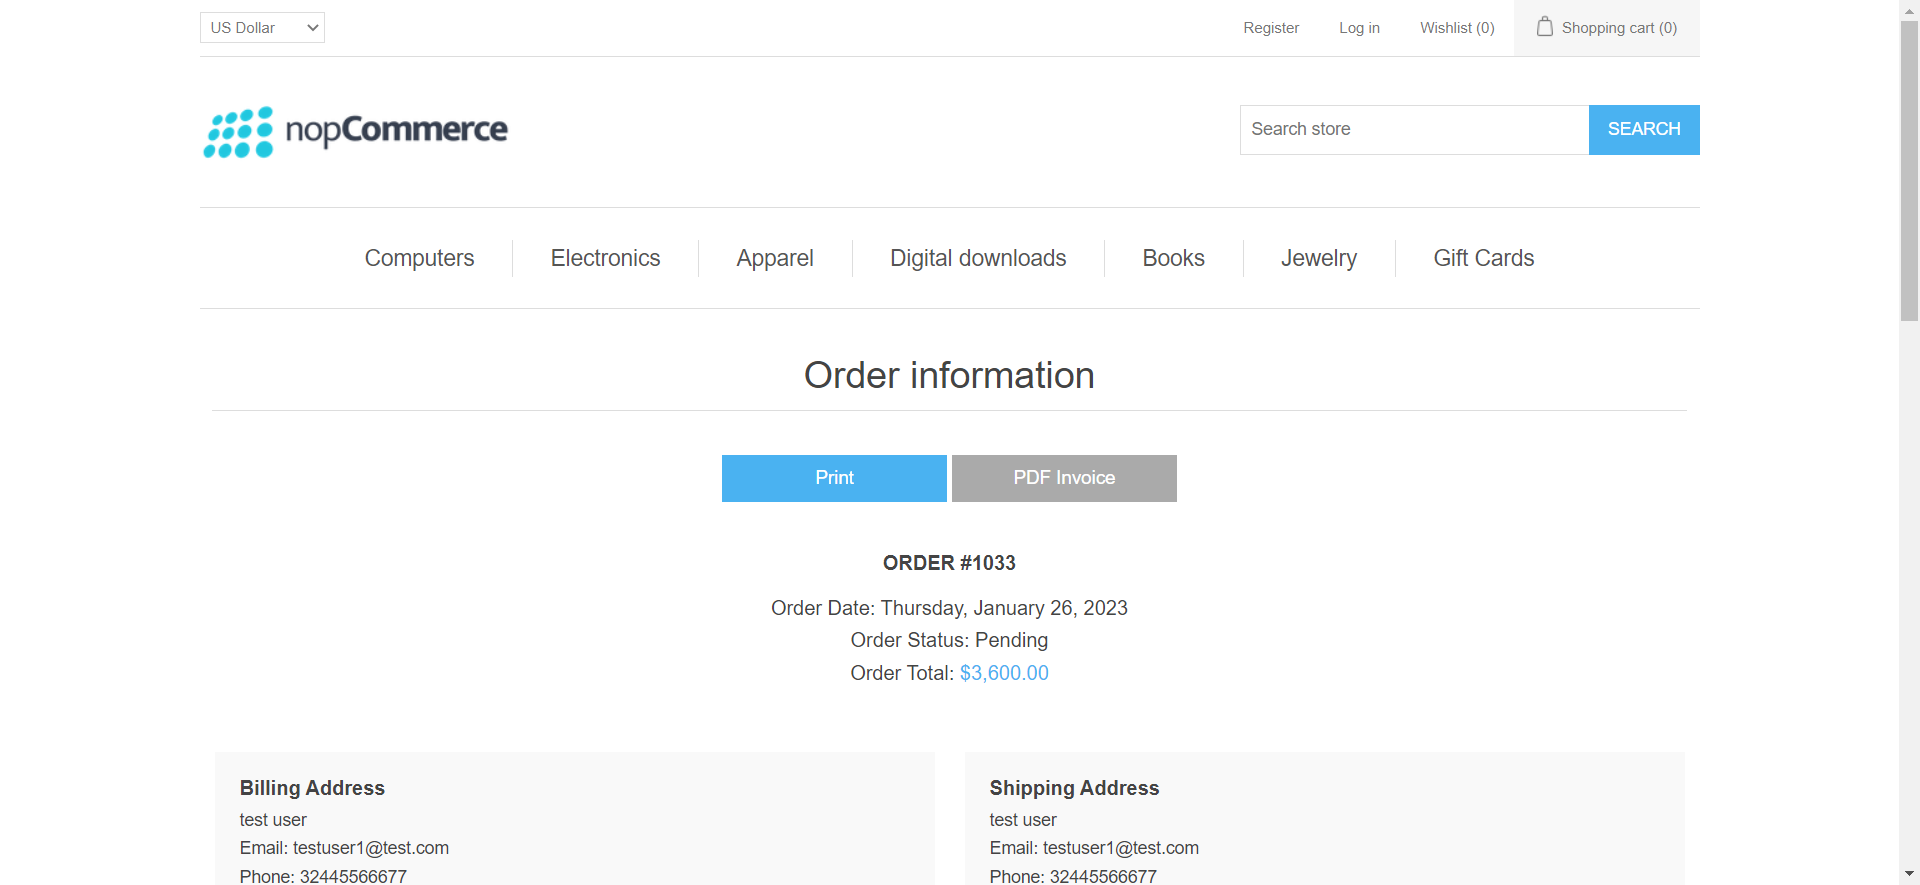 US Dollar
Register
Log in
Wishlist (0)
Shopping cart (0)
nopCommerce
Search store
SEARCH
Computers
Electronics
Apparel
Digital downloads
Books
Jewelry
Gift Cards
Order information
Print
PDF Invoice
ORDER #1033
Order Date: Thursday, January 26, 2023
Order Status: Pending
Order Total: $3,600.00
Billing Address
test user
Email: testuser1@test.com
Phone: 32445566677
Shipping Address
test user
Email: testuser1@test.com
Phone: 32445566677